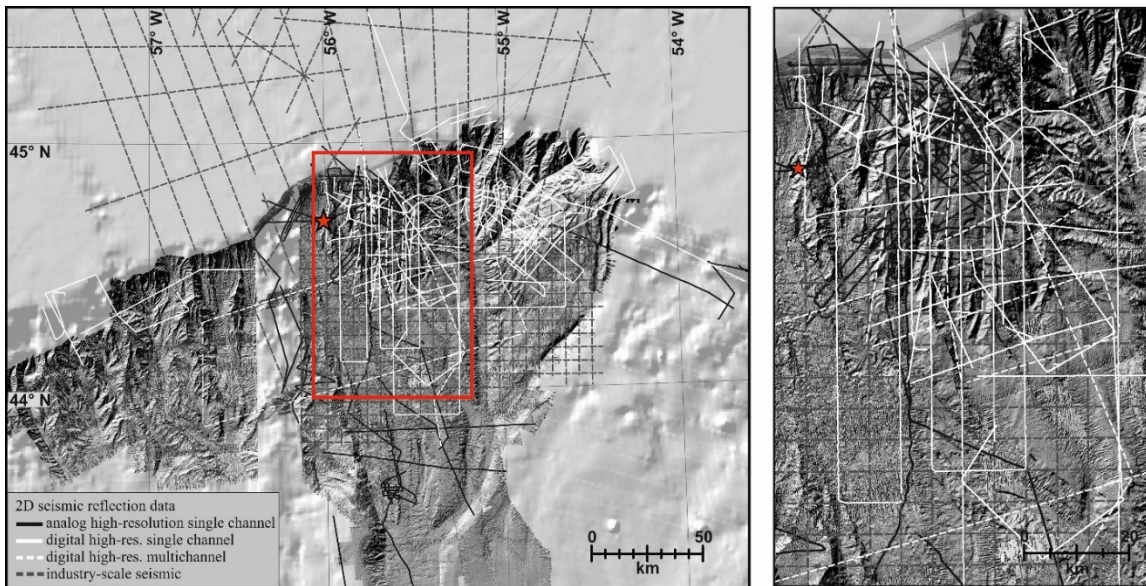 57° W
56° W
55° W
54° W
45° N
44° N
2D seismic reflection data
analog high-resolution single channel
digital high-res. single channel
digital high-res. multichannel
industry-scale seismic
0 50
km
0 20
km